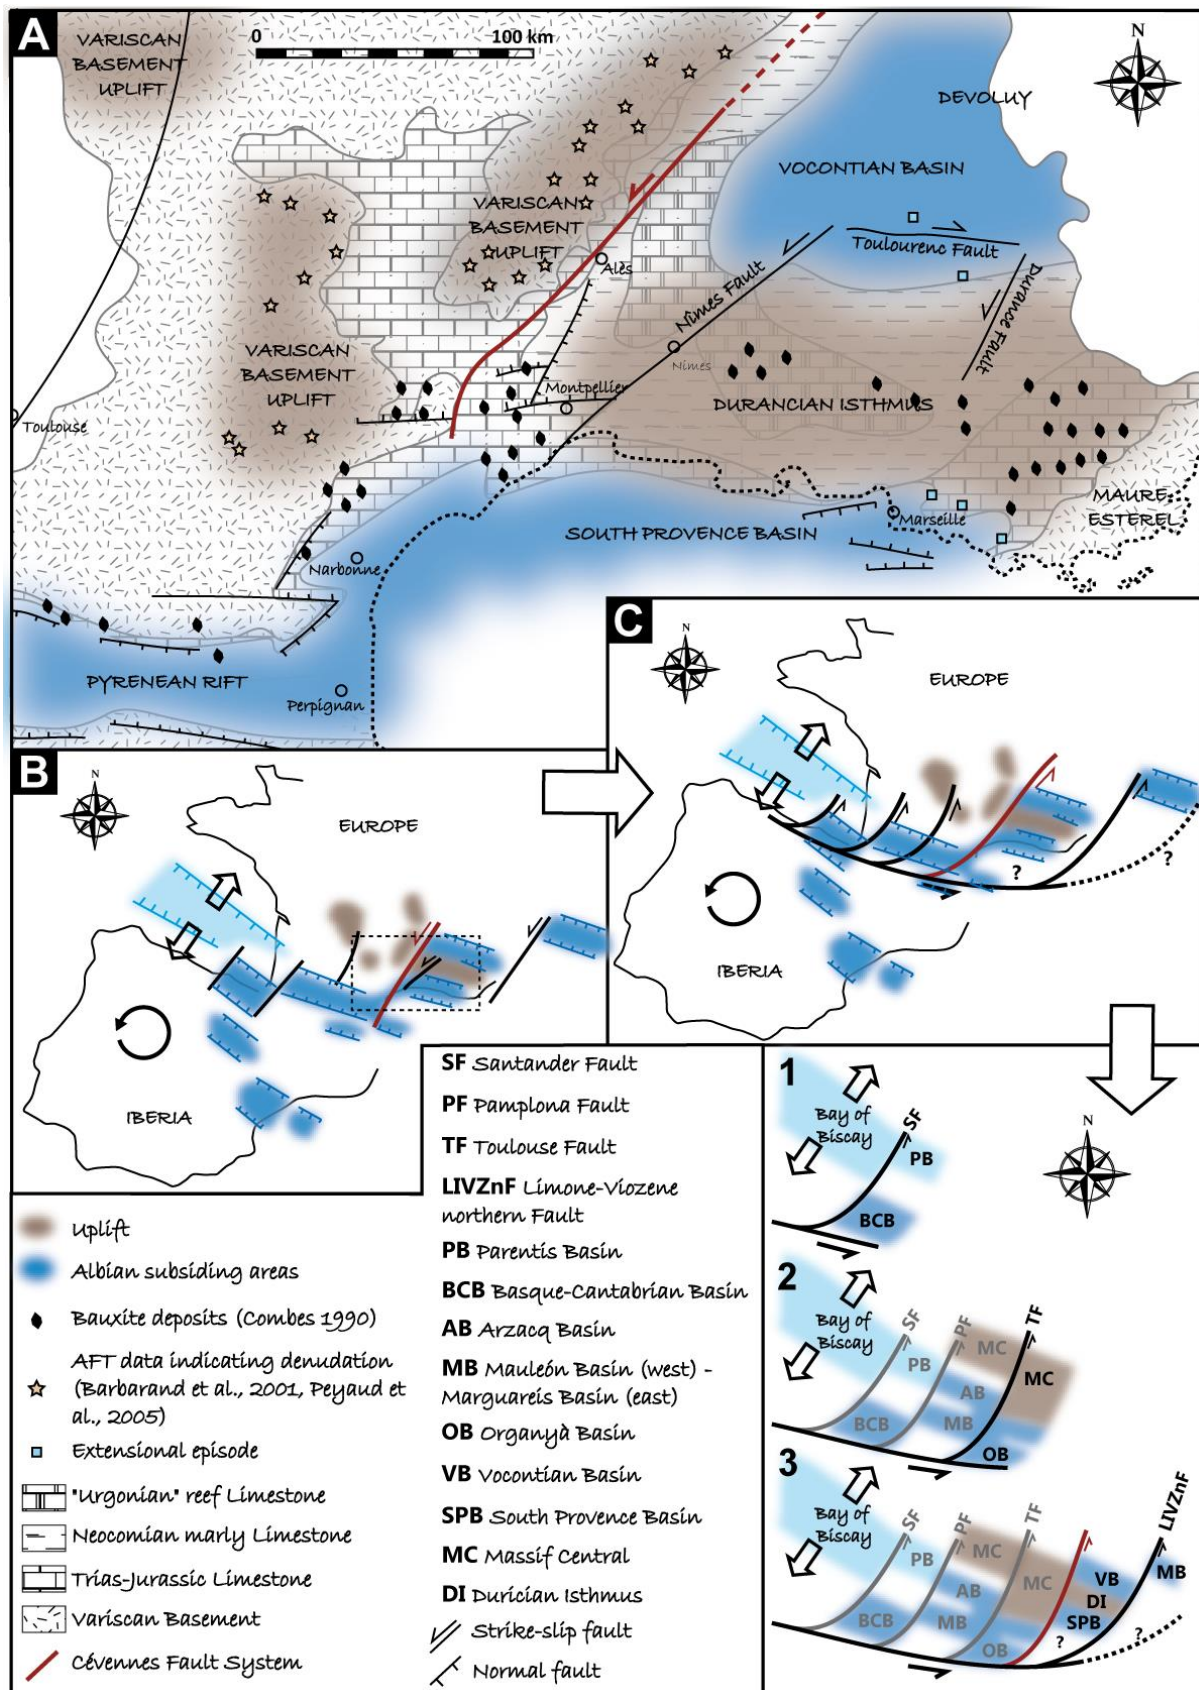 A
VARISCAN
BASEMENT
UPLIFT
0 100 km
N
DEVOLUY
VOCONTIAN BASIN
VARISCAN
BASEMENT
UPLIFT
Toulourenc Fault
Alès
Nîmes Fault
Durance Fault
VARISCAN
BASEMENT
UPLIFT
Nîmes
Montpellier
DURANCIAN ISTHMUS
Toulouse
MAURE
ESTEREL
Marseille
SOUTH PROVENCE BASIN
Narbonne
PYRENEAN RIFT
Perpignan
C
N
EUROPE
IBERIA
?
?
B
N
EUROPE
IBERIA
Uplift
Albian subsiding areas
Bauxite deposits (Combes 1990)
AFT data indicating denudation
(Barbarand et al., 2001, Peyaud et
al., 2005)
Extensional episode
"Urgonian" reef Limestone
Neocomian marly Limestone
Trias-Jurassic Limestone
Variscan Basement
Cévennes Fault System
SF Santander Fault
PF Pamplona Fault
TF Toulouse Fault
LIVZnF Limone-Viozene
northern Fault
PB Parentis Basin
BCB Basque-Cantabrian Basin
AB Arzacq Basin
MB Mauleón Basin (west) -
Marguareis Basin (east)
OB Organyà Basin
VB Vocontian Basin
SPB South Provence Basin
MC Massif Central
DI Durician Isthmus
Strike-slip fault
Normal fault
1
Bay of
Biscay
SF
PB
BCB
N
2
Bay of
Biscay
SF
PF
TF
MC
PB
MC
AB
BCB
MB
OB
3
Bay of
Biscay
SF
PF
TF
LIVZnF
MC
PB
MC
VB
MB
AB
DI
BCB
MB
SPB
OB
?
?